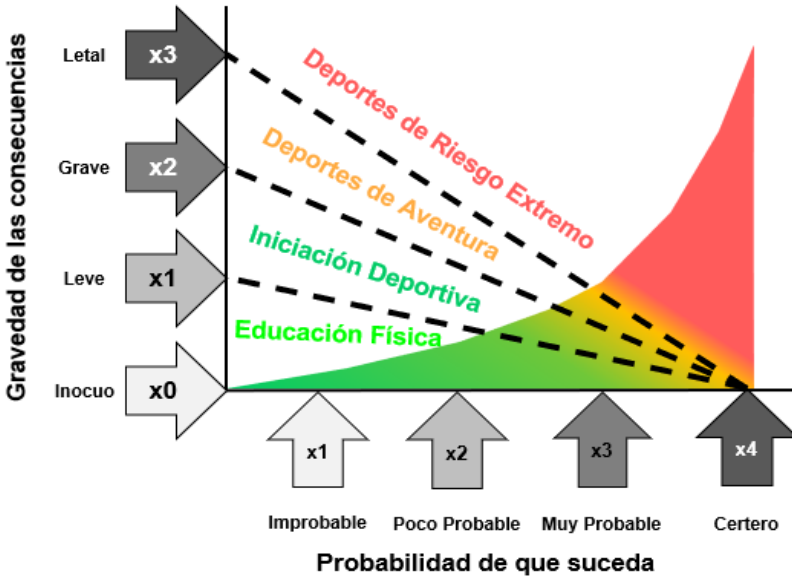 Gravedad de las consecuencias
Letal
x3
Deportes de Riesgo Extremo
Grave
x2
Deportes de Aventura
Iniciación Deportiva
Leve
x1
Educación Física
Inocuo
x0
x1
x2
x3
x4
Improbable
Poco Probable
Muy Probable
Certero
Probabilidad de que suceda